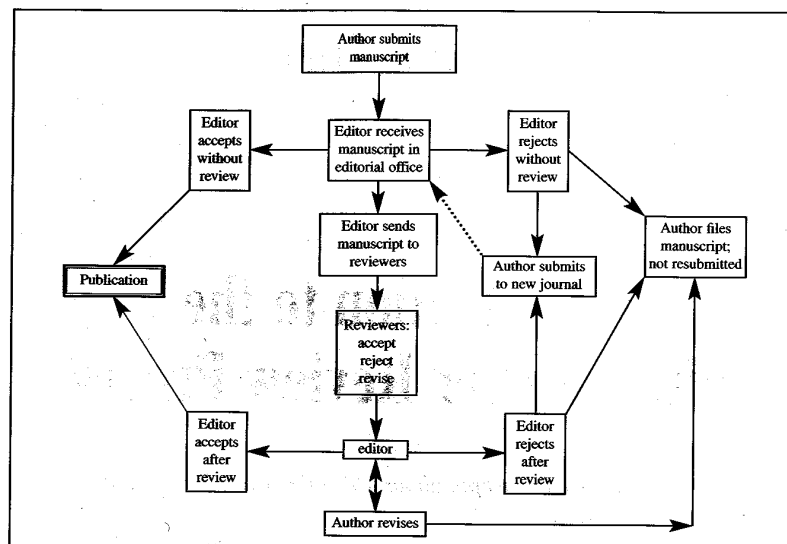 Author submits
manuscript
Editor
accepts
without
review
Editor receives
manuscript in
editorial office
Editor
rejects
without
review
Editor sends
manuscript to
reviewers
Author files
manuscript;
not resubmitted
Author submits
to new journal
Publication
Reviewers:
accept
reject
revise
Editor
accepts
after
review
editor
Editor
rejects
after
review
Author revises